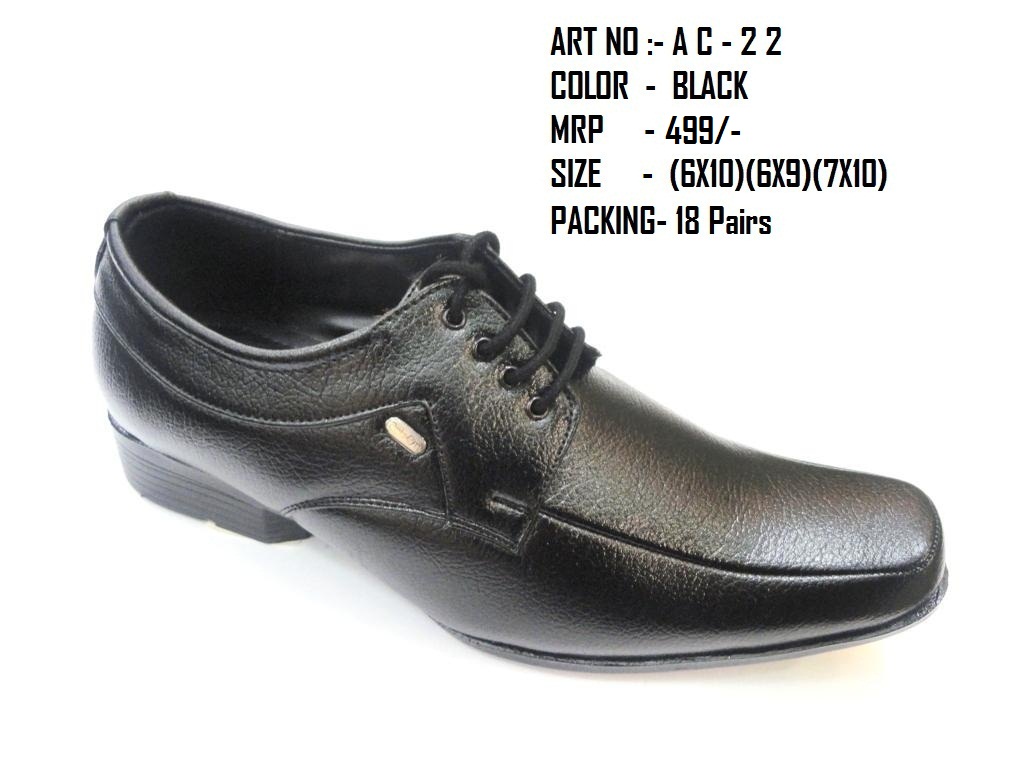 ART NO :- A C - 2 2
COLOR - BLACK
MRP - 499/-
SIZE - (6X10)(6X9)(7X10)
PACKING- 18 Pairs